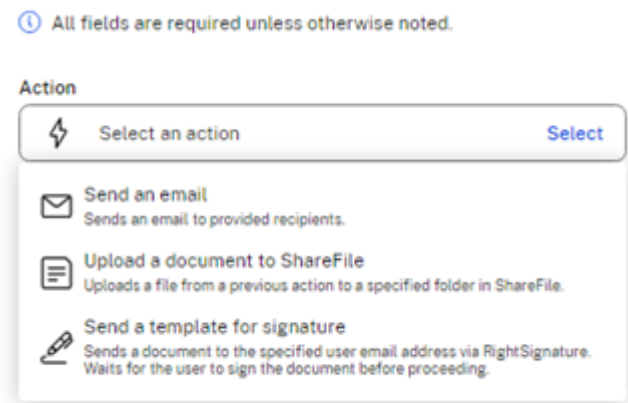 All fields are required unless otherwise noted.
Action
Select an action Select
Send an email
Sends an email to provided recipients.
Upload a document to ShareFile
Uploads a file from a previous action to a specified folder in ShareFile.
Send a template for signature
Sends a document to the specified user email address via RightSignature.
Waits for the user to sign the document before proceeding.